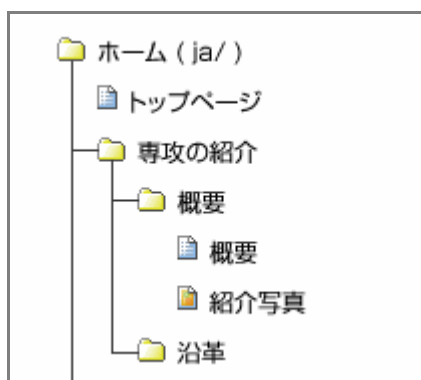 ホーム ( ja/ )
トップページ
専攻の紹介
概要
概要
紹介写真
沿革